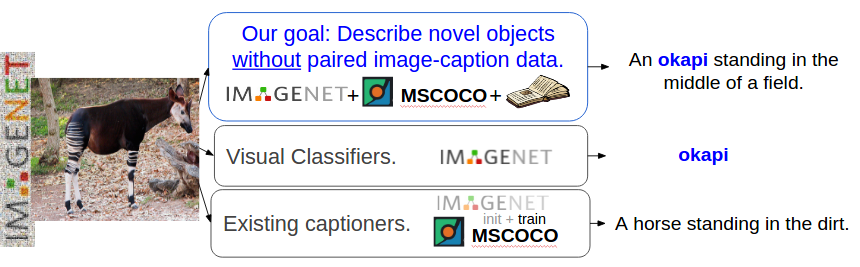 IMAGENET
Our goal: Describe novel objects
without paired image-caption data.
IMAGENET + MSCOCO +
An okapi standing in the
middle of a field.
Visual Classifiers. IMAGENET
okapi
Existing captioners.
IMAGENET
init + train
MSCOCO
A horse standing in the dirt.